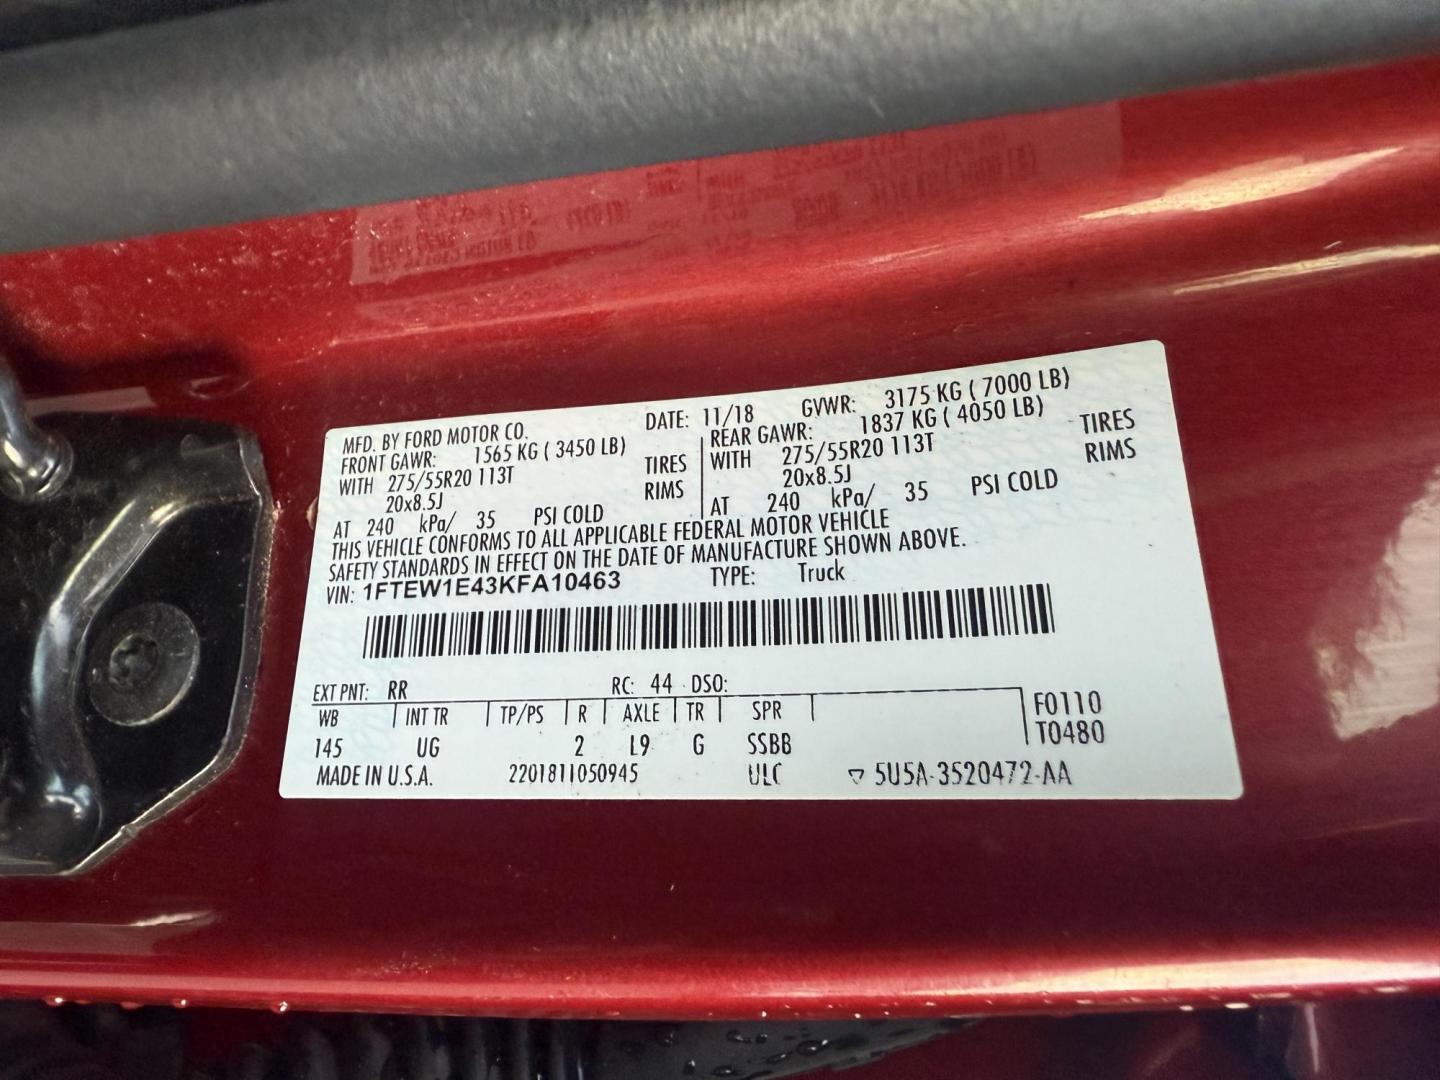 MFD. BY FORD MOTOR CO. DATE: 11/18 GVWR: 3175 KG ( 7000 LB)
FRONT GAWR: 1565 KG ( 3450 LB) REAR GAWR: 1837 KG ( 4050 LB)
WITH 275/55R20 113T TIRES WITH 275/55R20 113T TIRES
20x8.5J RIMS 20x8.5J RIMS
AT 240 kPa/ 35 PSI COLD AT 240 kPa/ 35 PSI COLD
THIS VEHICLE CONFORMS TO ALL APPLICABLE FEDERAL MOTOR VEHICLE
SAFETY STANDARDS IN EFFECT ON THE DATE OF MANUFACTURE SHOWN ABOVE.
VIN: 1FTEW1E43KFA10463 TYPE: Truck
EXT PNT: RR RC: 44 DSO:
WB INT TR TP/PS R AXLE TR SPR F0110
145 UG 2 L9 G SSBB T0480
MADE IN U.S.A. 2201811050945 ULC ▽ 5U5A-3520472-AA